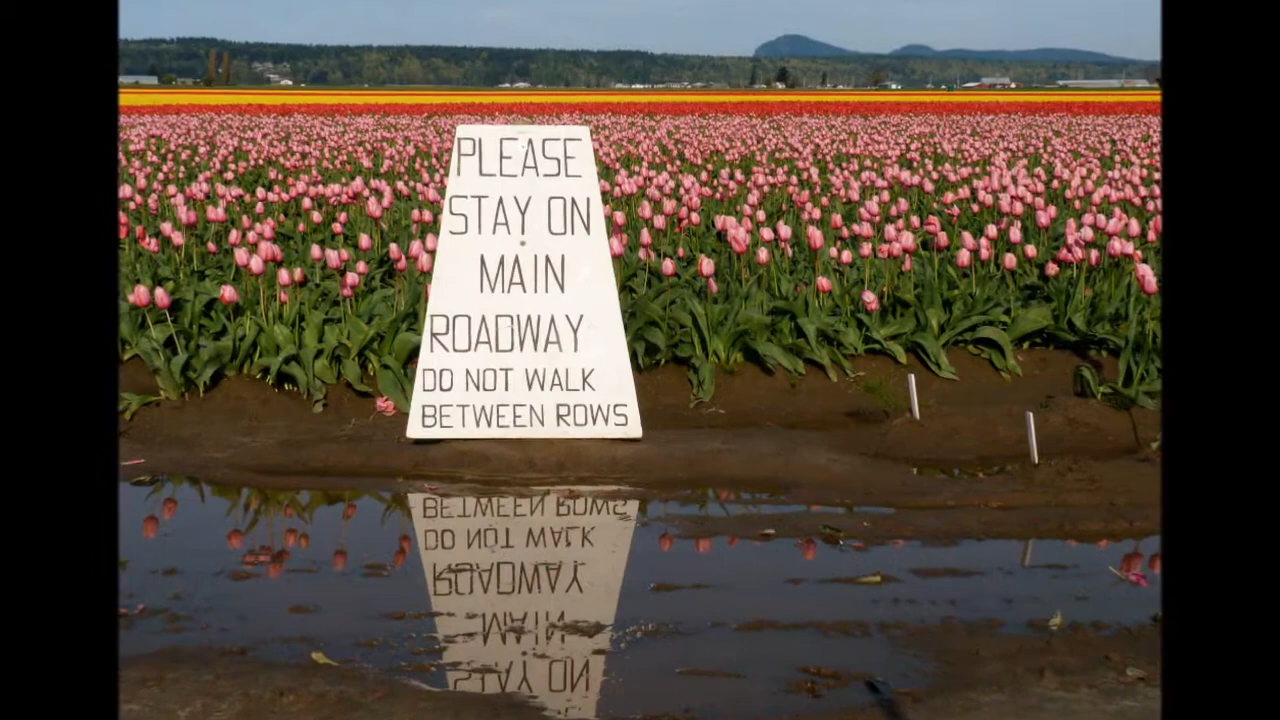 PLEASE
STAY ON
MAIN
ROADWAY
DO NOT WALK
BETWEEN ROWS